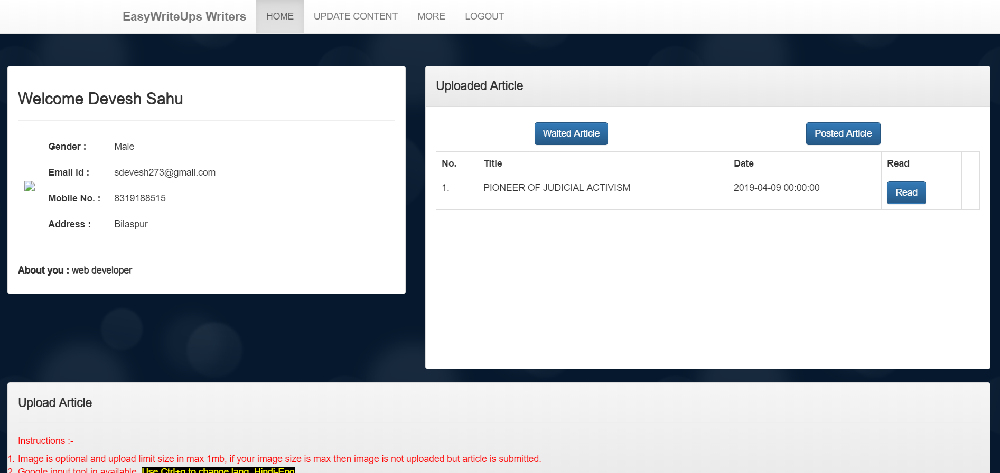 EasyWriteUps Writers HOME UPDATE CONTENT MORE LOGOUT
Welcome Devesh Sahu
Gender : Male
Email id : sdevesh273@gmail.com
Mobile No. : 8319188515
Address : Bilaspur
About you : web developer
Uploaded Article
Waited Article Posted Article
No. Title Date Read
1. PIONEER OF JUDICIAL ACTIVISM 2019-04-09 00:00:00 Read
Upload Article
Instructions :-
1. Image is optional and upload limit size in max 1mb, if your image size is max then image is not uploaded but article is submitted.
2. Google input tool in available. Use Ctrl+g to change lang. Hindi-Eng